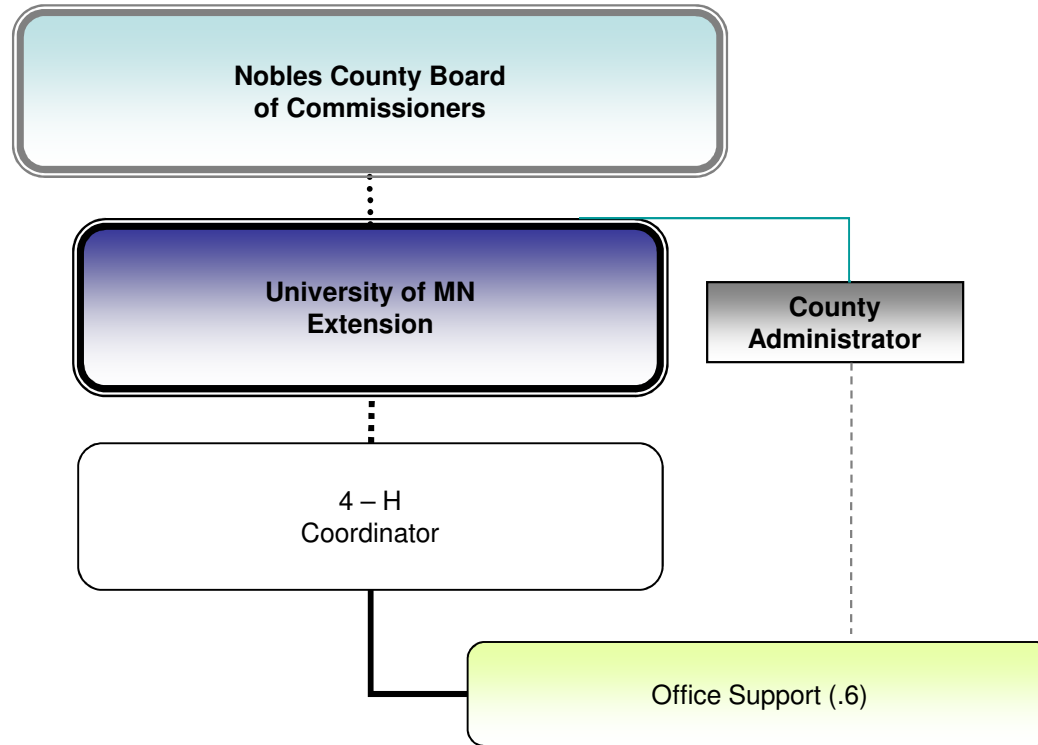 Nobles County Board
of Commissioners
University of MN
Extension
County
Administrator
4 – H
Coordinator
Office Support (.6)